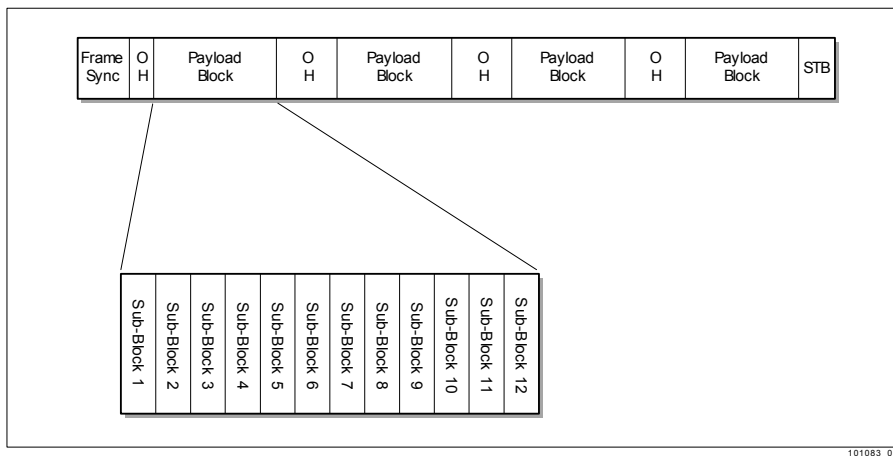 Frame
Sync
O
H
Payload
Block
O
H
Payload
Block
O
H
Payload
Block
O
H
Payload
Block
STB
Sub-Block 1
Sub-Block 2
Sub-Block 3
Sub-Block 4
Sub-Block 5
Sub-Block 6
Sub-Block 7
Sub-Block 8
Sub-Block 9
Sub-Block 10
Sub-Block 11
Sub-Block 12